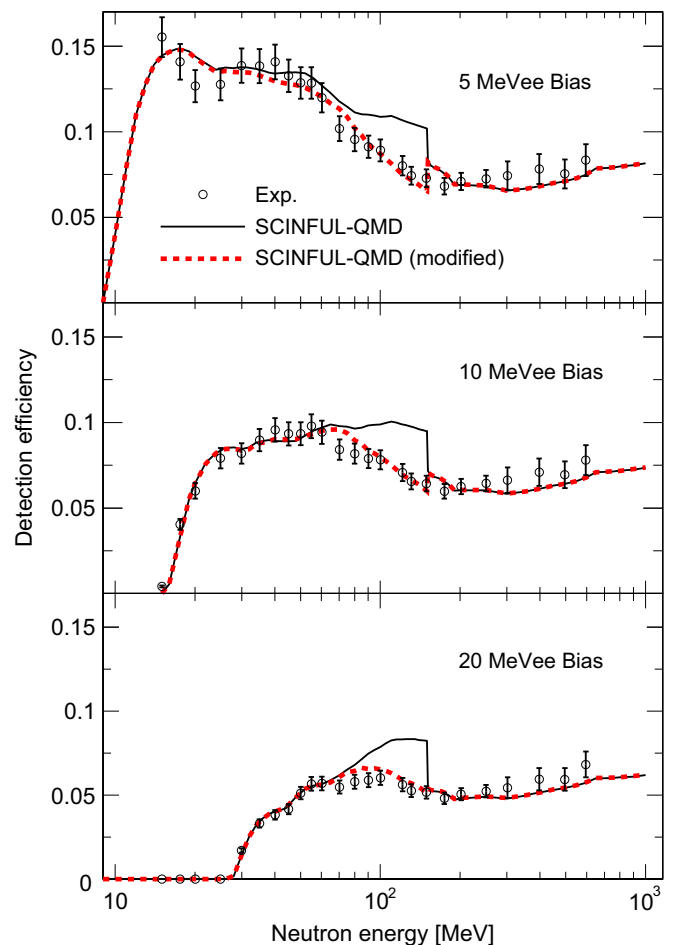 0.15
5 MeVee Bias
0.1
Exp.
0.05
SCINFUL-QMD
SCINFUL-QMD (modified)
0.15
10 MeVee Bias
0.1
0.05
Detection efficiency
0.15
20 MeVee Bias
0.1
0.05
0
10
10²
10³
Neutron energy [MeV]